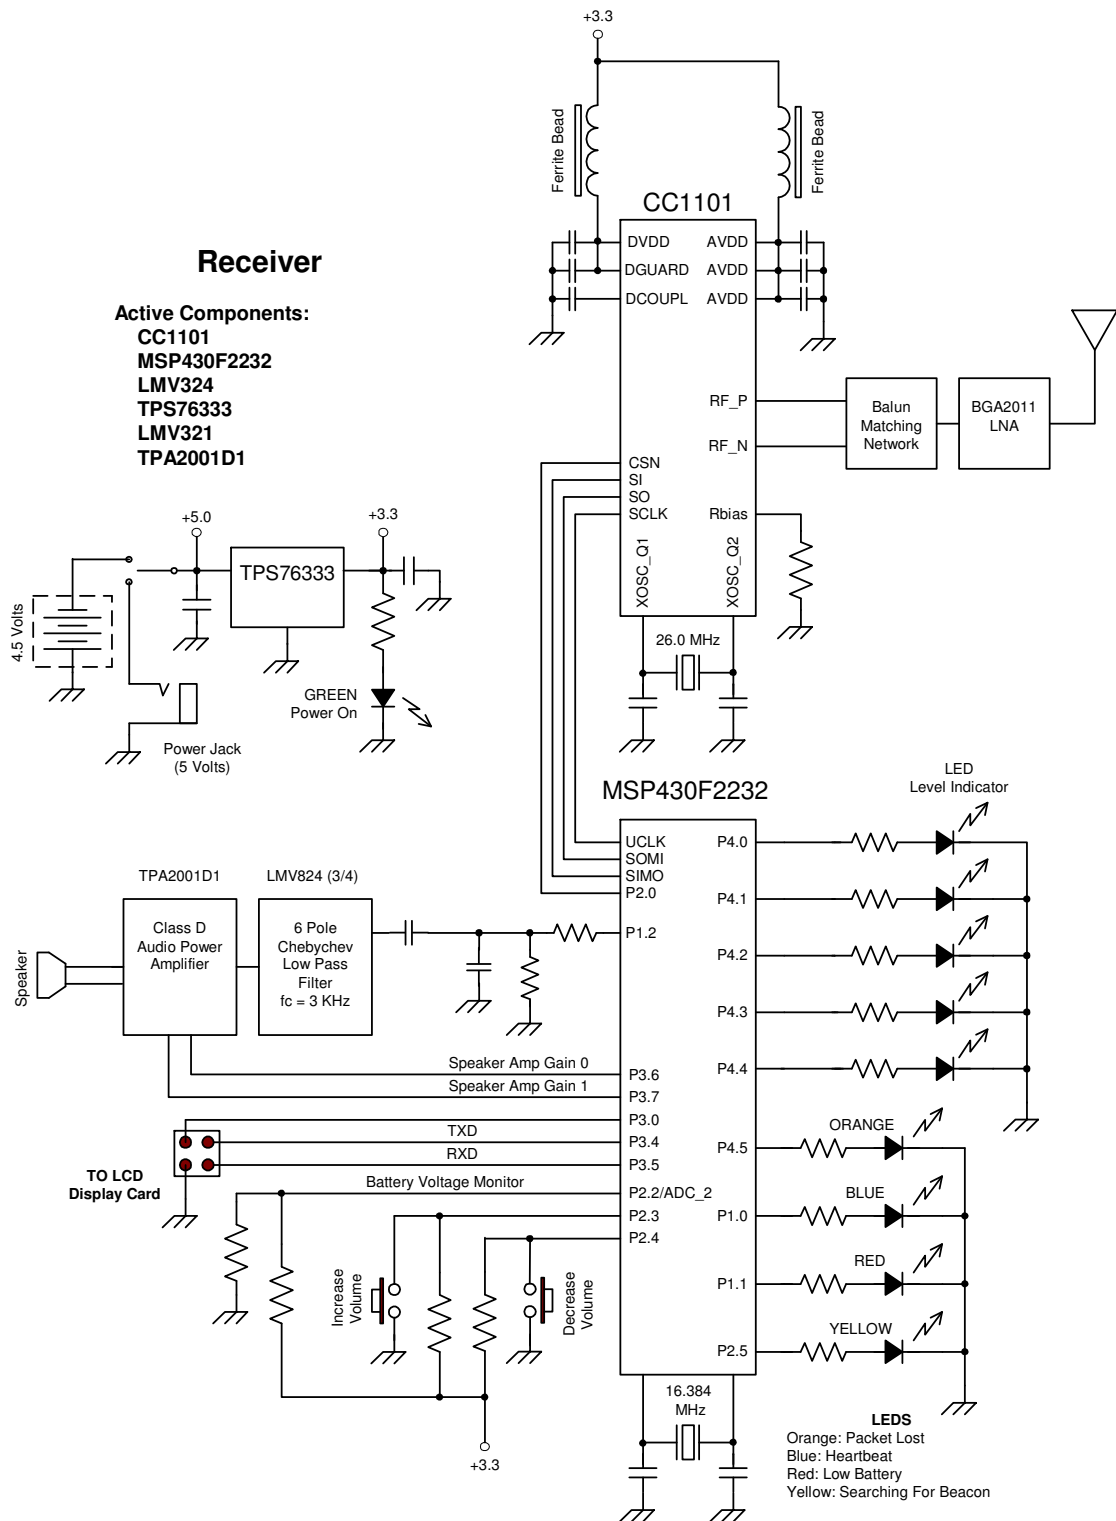 +3.3
Ferrite Bead
Ferrite Bead
CC1101
DVDD
AVDD
DGUARD
AVDD
DCOUPL
AVDD
Receiver
Active Components:
CC1101
MSP430F2232
LMV324
TPS76333
LMV321
TPA2001D1
RF_P
RF_N
Balun
Matching
Network
BGA2011
LNA
CSN
SI
SO
SCLK
Rbias
XOSC_Q1
XOSC_Q2
26.0 MHz
+5.0
+3.3
TPS76333
4.5 Volts
GREEN
Power On
Power Jack
(5 Volts)
MSP430F2232
LED
Level Indicator
UCLK
SOMI
SIMO
P2.0
P1.2
P4.0
P4.1
P4.2
P4.3
P4.4
TPA2001D1
LMV824 (3/4)
Speaker
Class D
Audio Power
Amplifier
6 Pole
Chebychev
Low Pass
Filter
fc = 3 KHz
Speaker Amp Gain 0
P3.6
Speaker Amp Gain 1
P3.7
P3.0
TXD
P3.4
RXD
P3.5
TO LCD
Display Card
Battery Voltage Monitor
P2.2/ADC_2
P2.3
P2.4
P4.5
ORANGE
P1.0
BLUE
P1.1
RED
P2.5
YELLOW
Increase
Volume
Decrease
Volume
+3.3
16.384
MHz
LEDS
Orange: Packet Lost
Blue: Heartbeat
Red: Low Battery
Yellow: Searching For Beacon